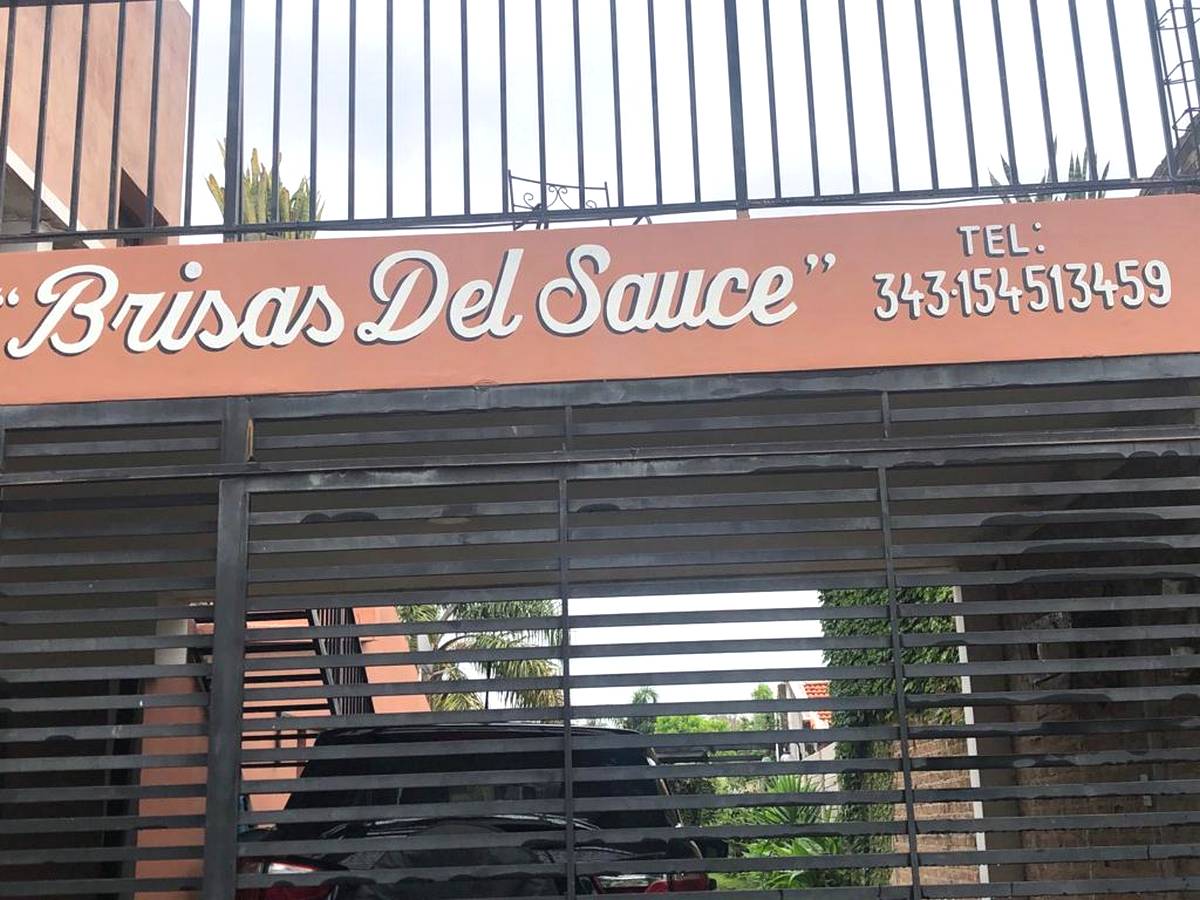 "Brisas Del Sauce"
TEL:
343·154513459